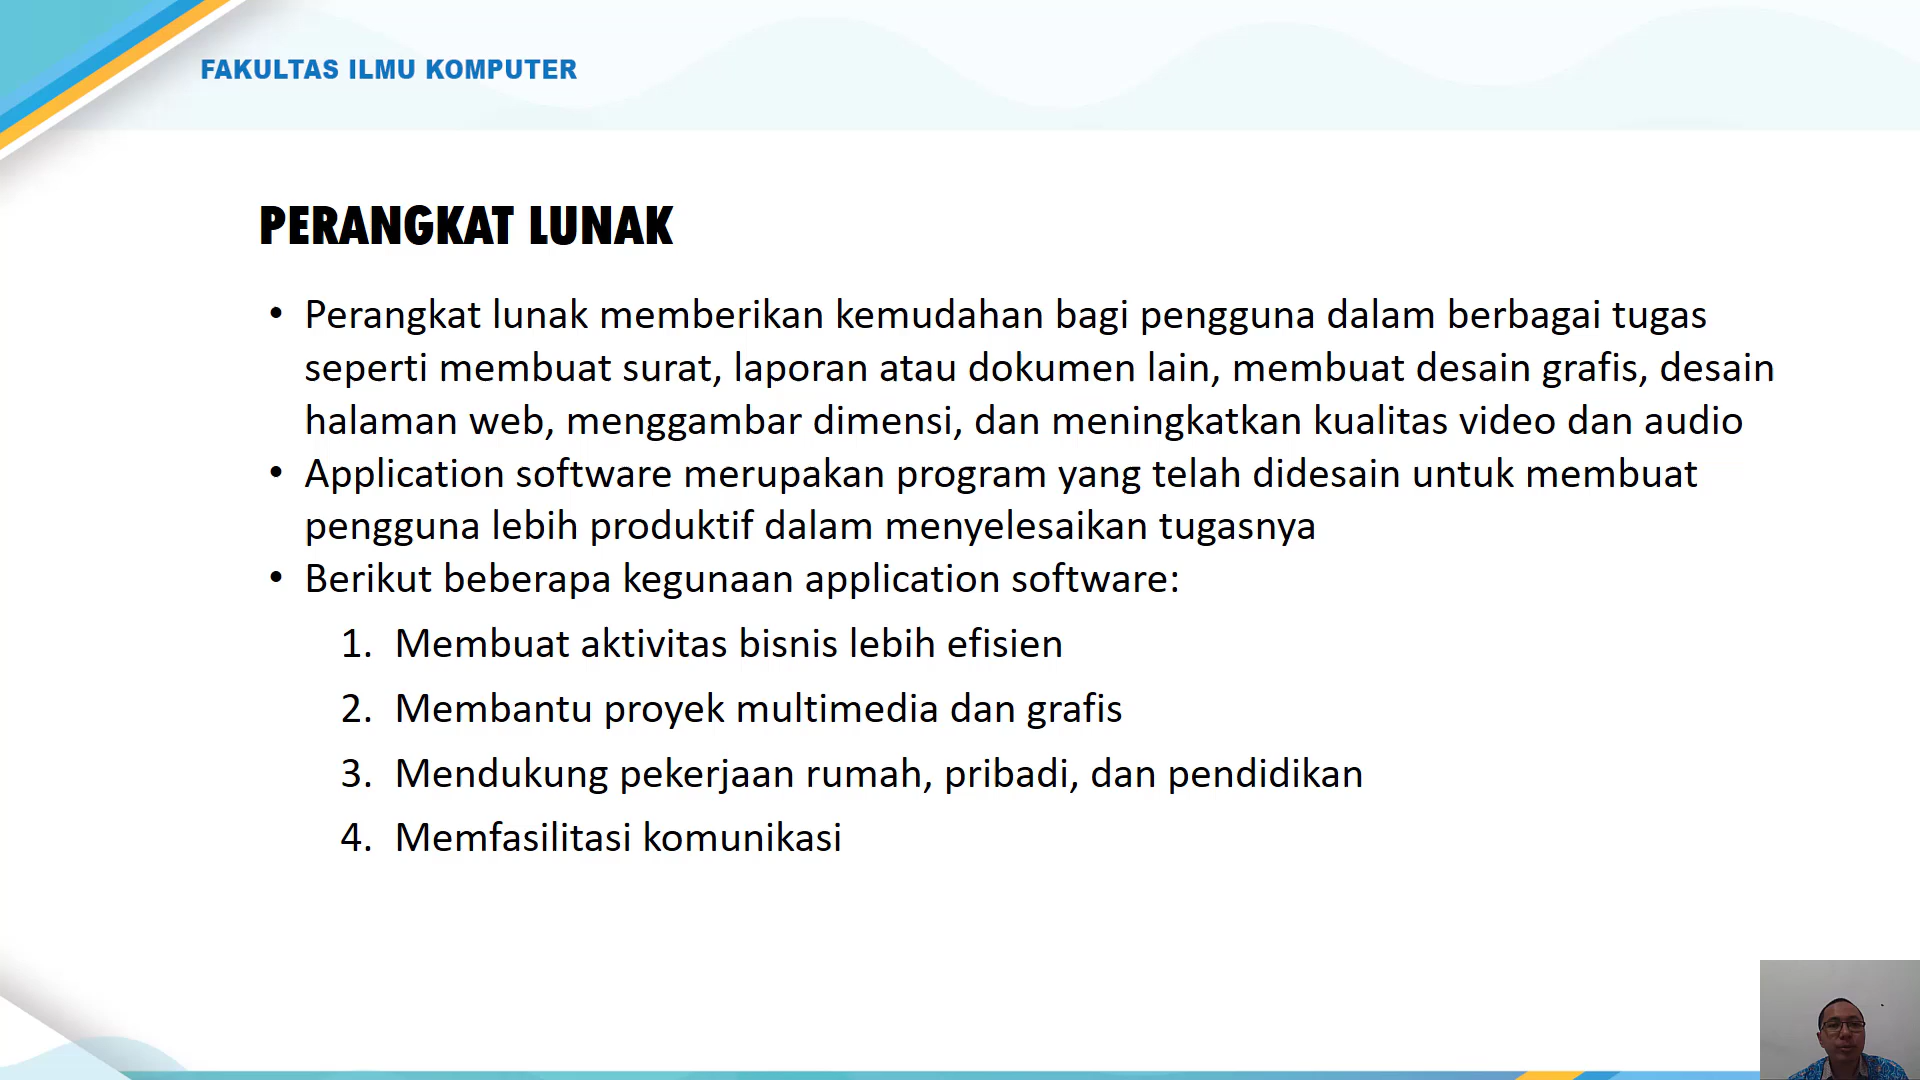 FAKULTAS ILMU KOMPUTER
PERANGKAT LUNAK
• Perangkat lunak memberikan kemudahan bagi pengguna dalam berbagai tugas
seperti membuat surat, laporan atau dokumen lain, membuat desain grafis, desain
halaman web, menggambar dimensi, dan meningkatkan kualitas video dan audio
• Application software merupakan program yang telah didesain untuk membuat
pengguna lebih produktif dalam menyelesaikan tugasnya
• Berikut beberapa kegunaan application software:
1. Membuat aktivitas bisnis lebih efisien
2. Membantu proyek multimedia dan grafis
3. Mendukung pekerjaan rumah, pribadi, dan pendidikan
4. Memfasilitasi komunikasi